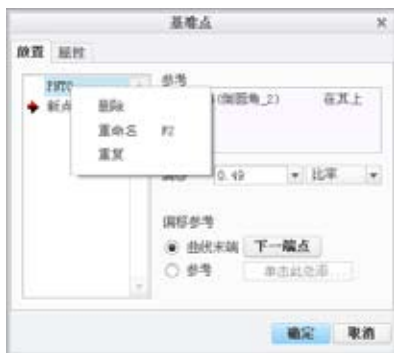 基准点
放置 属性
PNT0
新点
删除
重命名 F2
重复
参考
(倒圆角_2) 在其上
偏移 0.49 比率
偏移参考
曲线末端 下一端点
参考 单击此处添
确定 取消